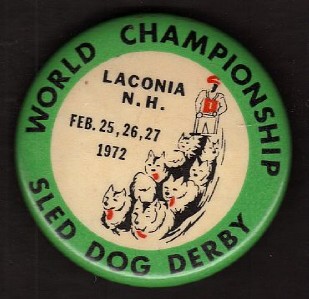 WORLD CHAMPIONSHIP
LACONIA
N.H.
FEB. 25, 26, 27
1972
SLED DOG DERBY